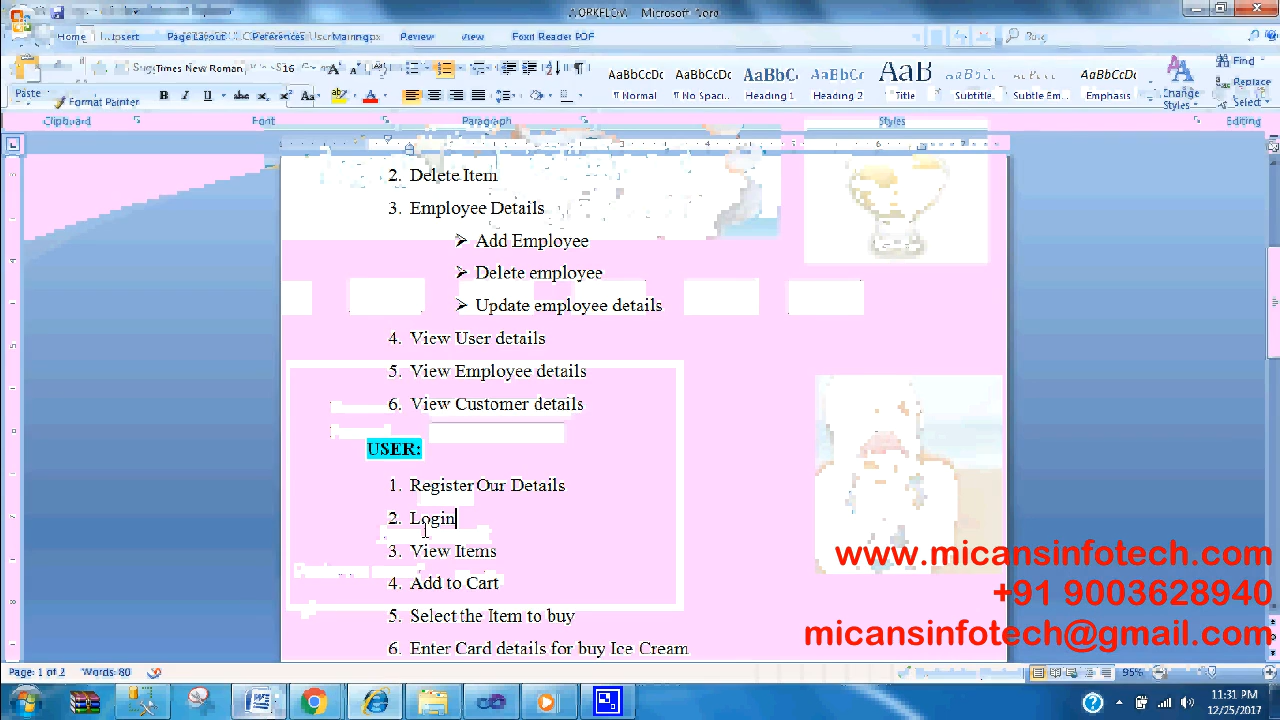 WORKFLOW - Microsoft Word
Home Insert Page Layout References Mailings Review View Foxit Reader PDF
Times New Roman 16 AaBbCcDc AaBbCcDc AaBbC AaBbCc AaB AaBbCcDc
Find
Replace
Select
Paste
Format Painter
B I U abc Aa A
¶ Normal ¶ No Spaci... Heading 1 Heading 2 Title Subtitle Subtle Em... Emphasis
Change Styles
Clipboard Font Paragraph Styles Editing
2. Delete Item
3. Employee Details
➢ Add Employee
➢ Delete employee
➢ Update employee details
4. View User details
5. View Employee details
6. View Customer details
USER:
1. Register Our Details
2. Login
3. View Items
4. Add to Cart
5. Select the Item to buy
6. Enter Card details for buy Ice Cream
www.micansinfotech.com
+91 9003628940
micansinfotech@gmail.com
Page: 1 of 2 Words: 80 95%
11:31 PM
12/25/2017